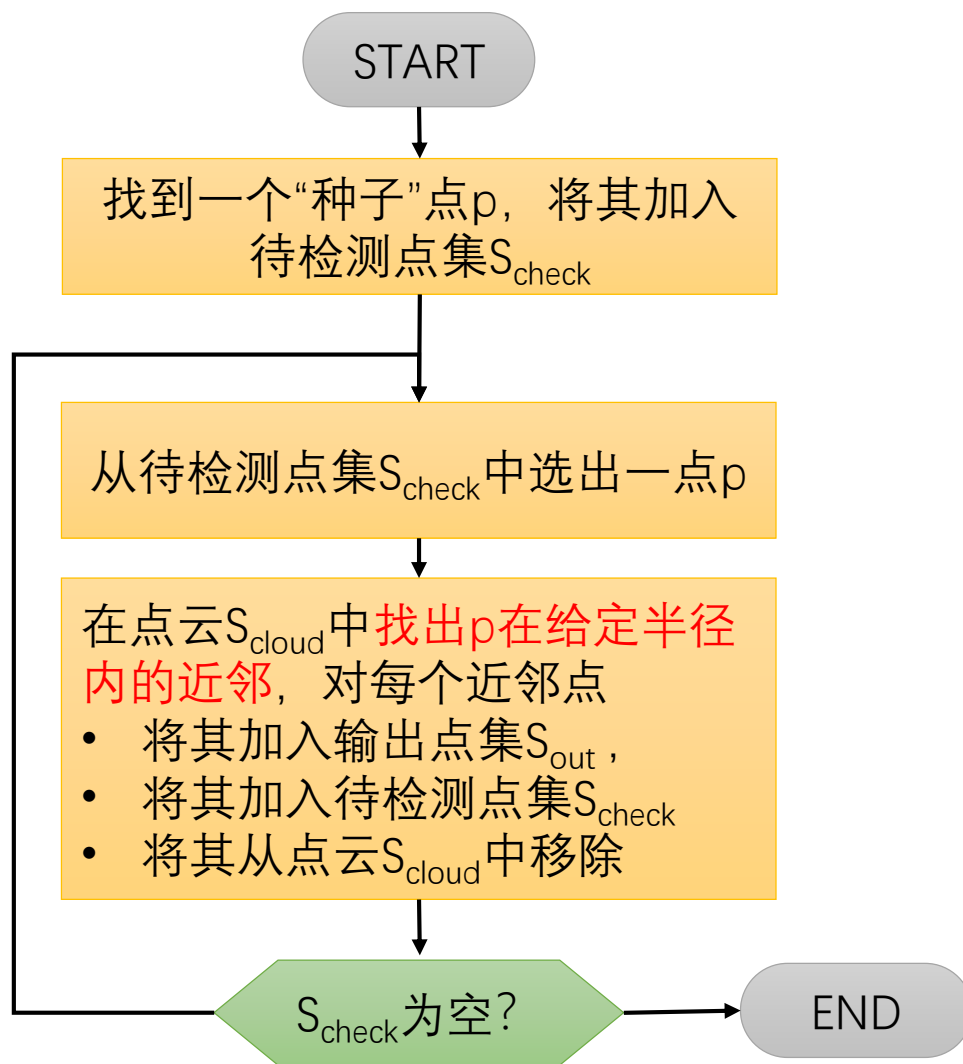 START
找到一个“种子”点p，将其加入
待检测点集Scheck
从待检测点集Scheck中选出一点p
在点云Scloud中找出p在给定半径
内的近邻，对每个近邻点
• 将其加入输出点集Sout ,
• 将其加入待检测点集Scheck
• 将其从点云Scloud中移除
Scheck为空?
END